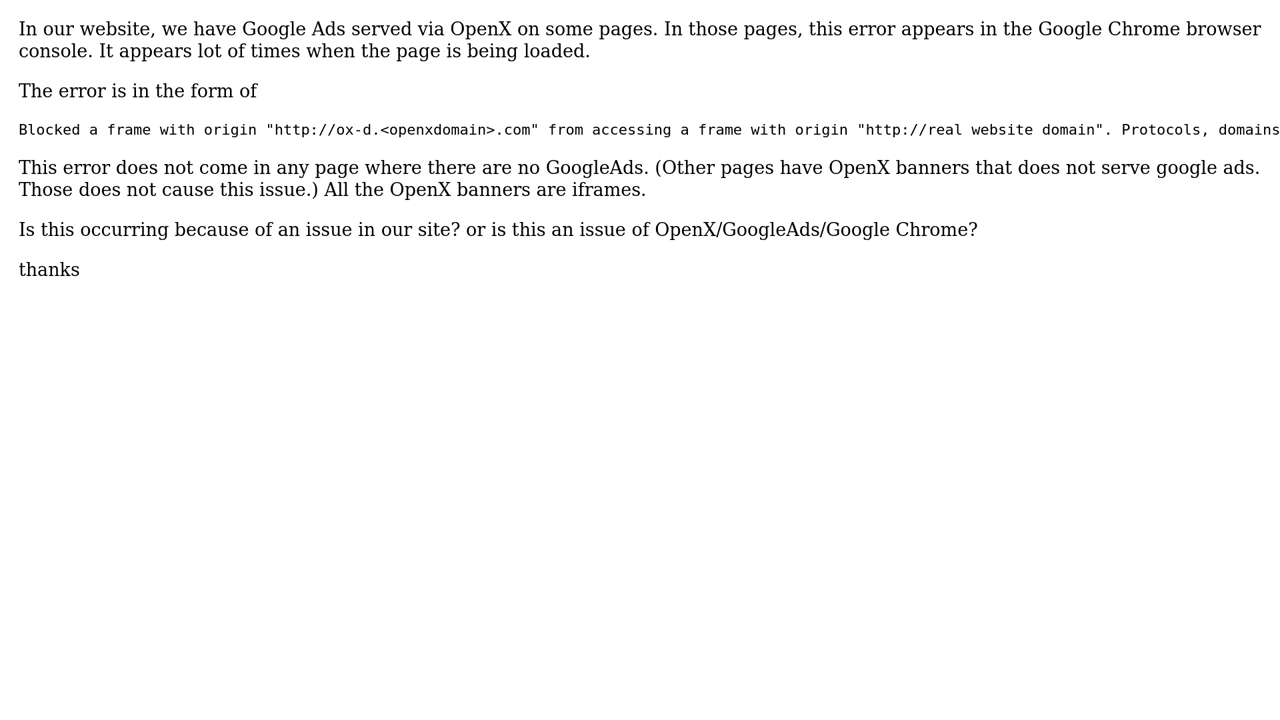 In our website, we have Google Ads served via OpenX on some pages. In those pages, this error appears in the Google Chrome browser
console. It appears lot of times when the page is being loaded.
The error is in the form of
Blocked a frame with origin "http://ox-d.<openxdomain>.com" from accessing a frame with origin "http://real website domain". Protocols, domains
This error does not come in any page where there are no GoogleAds. (Other pages have OpenX banners that does not serve google ads.
Those does not cause this issue.) All the OpenX banners are iframes.
Is this occurring because of an issue in our site? or is this an issue of OpenX/GoogleAds/Google Chrome?
thanks